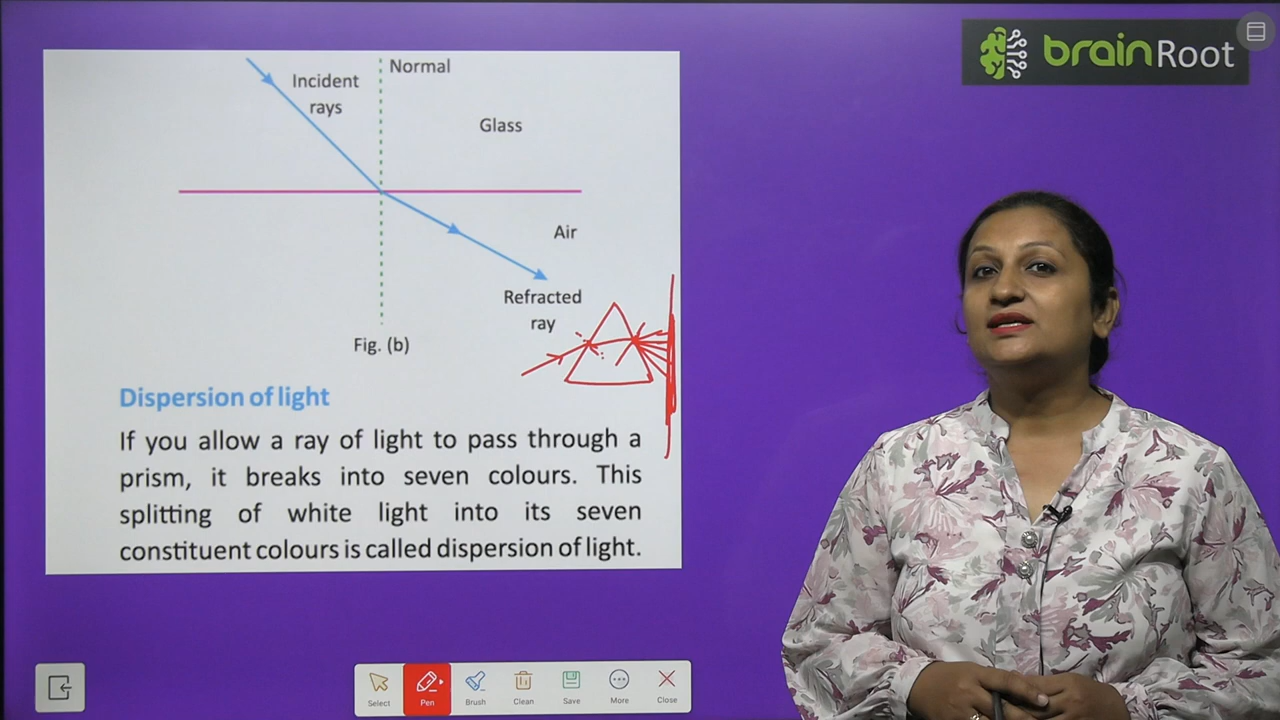 brainRoot
Normal
Incident
rays
Glass
Air
Refracted
ray
Fig. (b)
Dispersion of light
If you allow a ray of light to pass through a
prism, it breaks into seven colours. This
splitting of white light into its seven
constituent colours is called dispersion of light.
Select Pen Brush Clean Save More Close